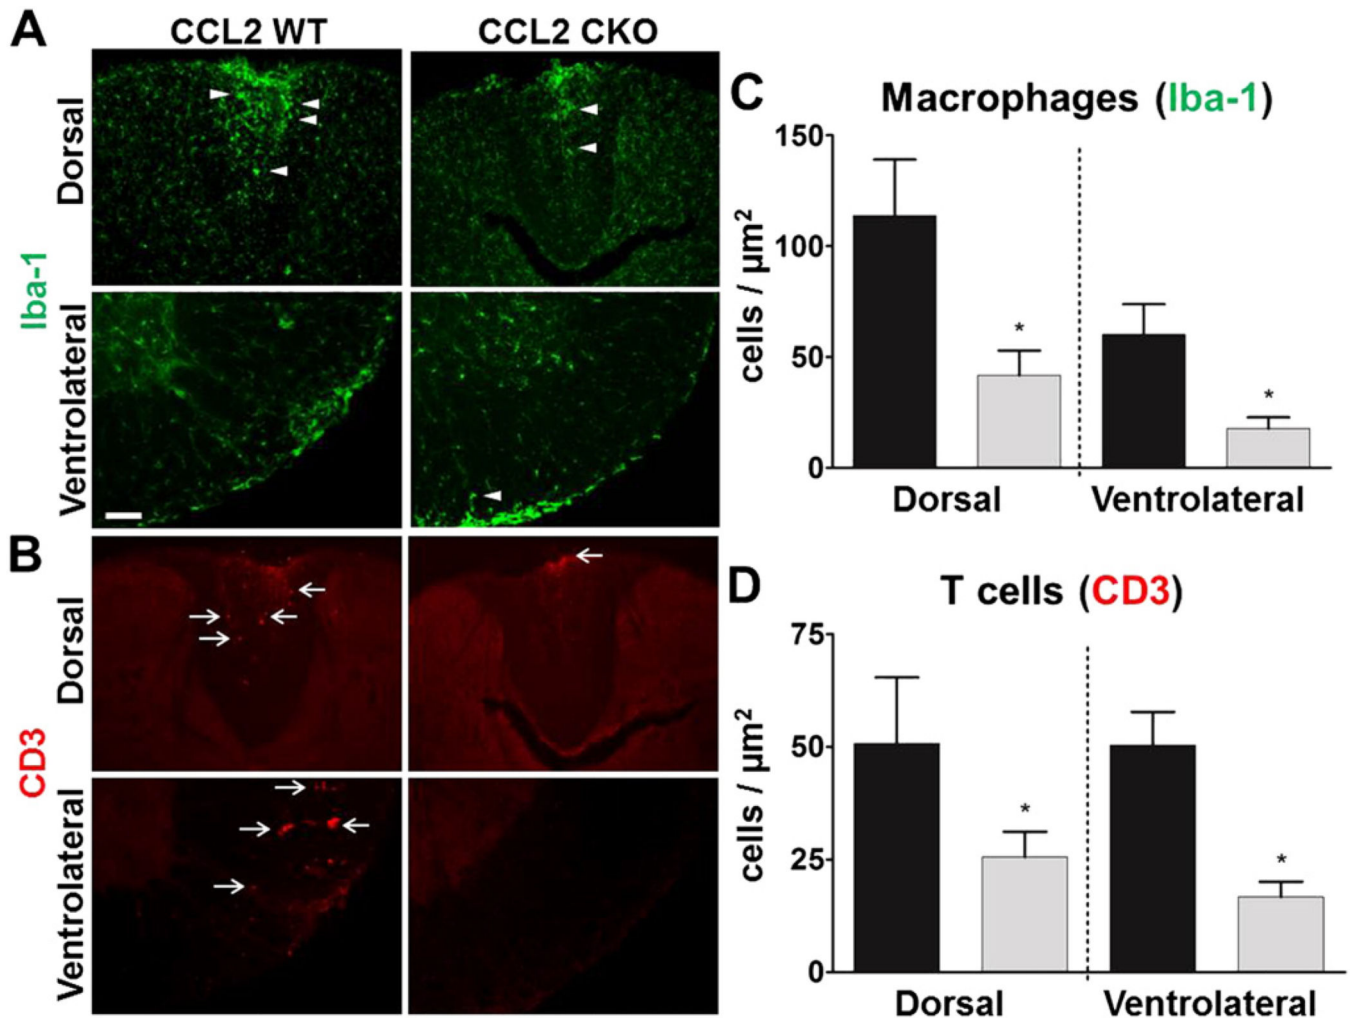 A
CCL2 WT
CCL2 CKO
Iba-1
Dorsal
Ventrolateral
B
CD3
Dorsal
Ventrolateral
C
Macrophages (Iba-1)
cells / µm²
150
100
50
0
*
*
Dorsal
Ventrolateral
D
T cells (CD3)
cells / µm²
75
50
25
0
*
*
Dorsal
Ventrolateral